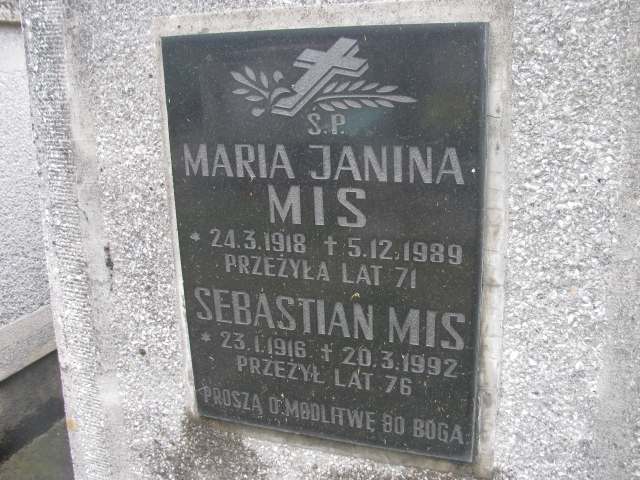 Ś.P.
MARIA JANINA
MIS
* 24.3.1918 ✝ 5.12.1989
PRZEŻYŁA LAT 71
SEBASTIAN MIS
* 23.1.1916 ✝ 20.3.1992
PRZEŻYŁ LAT 76
PROSZĄ O MODLITWĘ DO BOGA